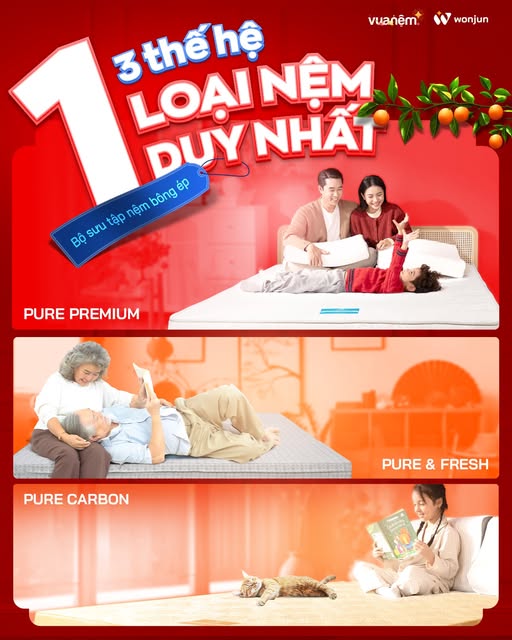 vuanệm
wonjun
3 thế hệ
1 LOẠI NỆM
DUY NHẤT
Bộ sưu tập nệm bông ép
PURE PREMIUM
PURE & FRESH
PURE CARBON